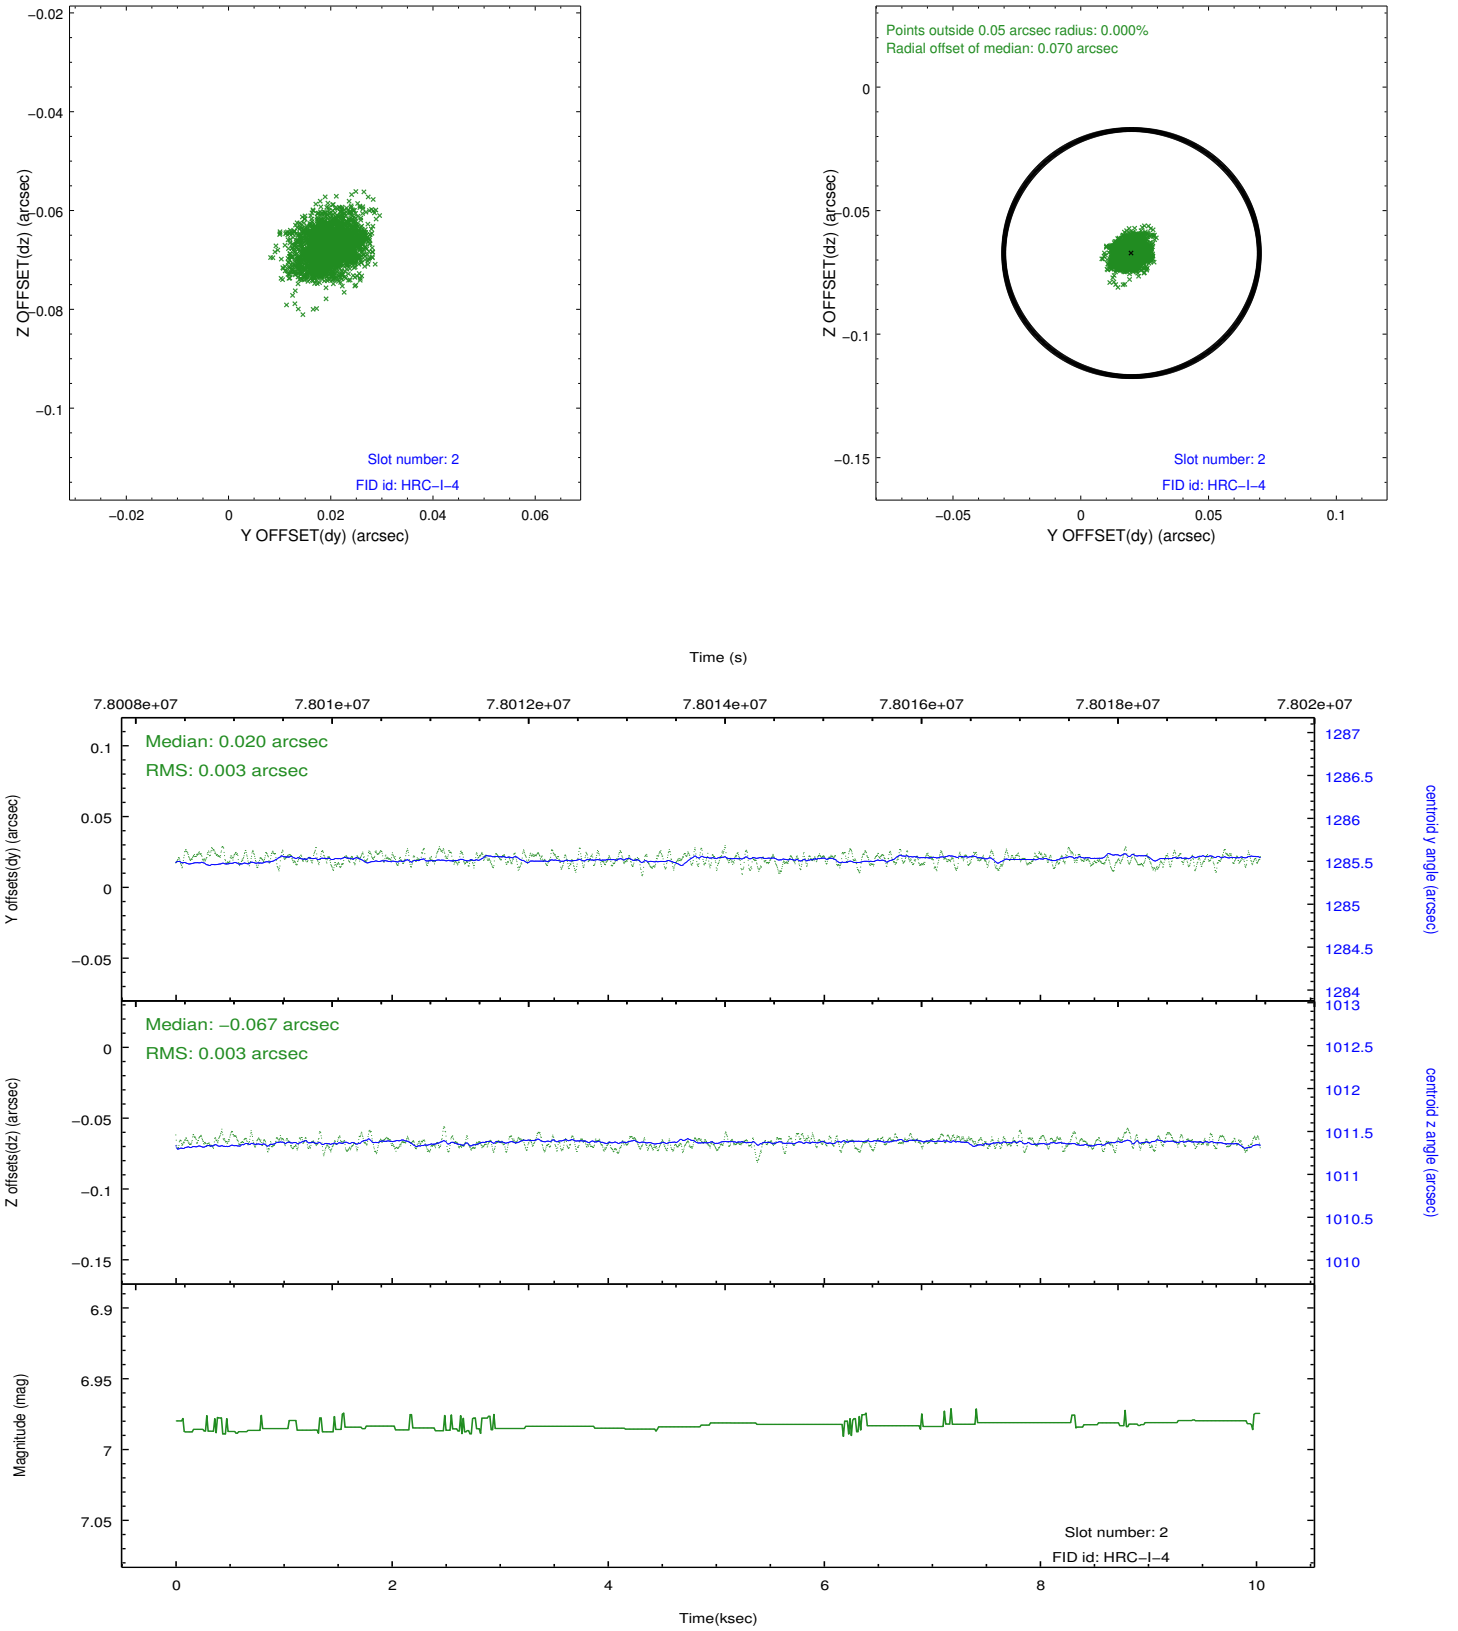 −0.02
−0.04
−0.06
−0.08
−0.1
Z OFFSET(dz) (arcsec)
Slot number: 2
FID id: HRC−I−4
−0.02 0 0.02 0.04 0.06
Y OFFSET(dy) (arcsec)
Points outside 0.05 arcsec radius: 0.000%
Radial offset of median: 0.070 arcsec
0
−0.05
−0.1
−0.15
Z OFFSET(dz) (arcsec)
Slot number: 2
FID id: HRC−I−4
−0.05 0 0.05 0.1
Y OFFSET(dy) (arcsec)
Time (s)
7.8008e+07 7.801e+07 7.8012e+07 7.8014e+07 7.8016e+07 7.8018e+07 7.802e+07
Median: 0.020 arcsec
RMS: 0.003 arcsec
0.1
0.05
0
−0.05
Y offsets(dy) (arcsec)
1287
1286.5
1286
1285.5
1285
1284.5
1284
centroid y angle (arcsec)
Median: −0.067 arcsec
RMS: 0.003 arcsec
0
−0.05
−0.1
−0.15
Z offsets(dz) (arcsec)
1013
1012.5
1012
1011.5
1011
1010.5
1010
centroid z angle (arcsec)
6.9
6.95
7
7.05
Magnitude (mag)
Slot number: 2
FID id: HRC−I−4
0 2 4 6 8 10
Time(ksec)